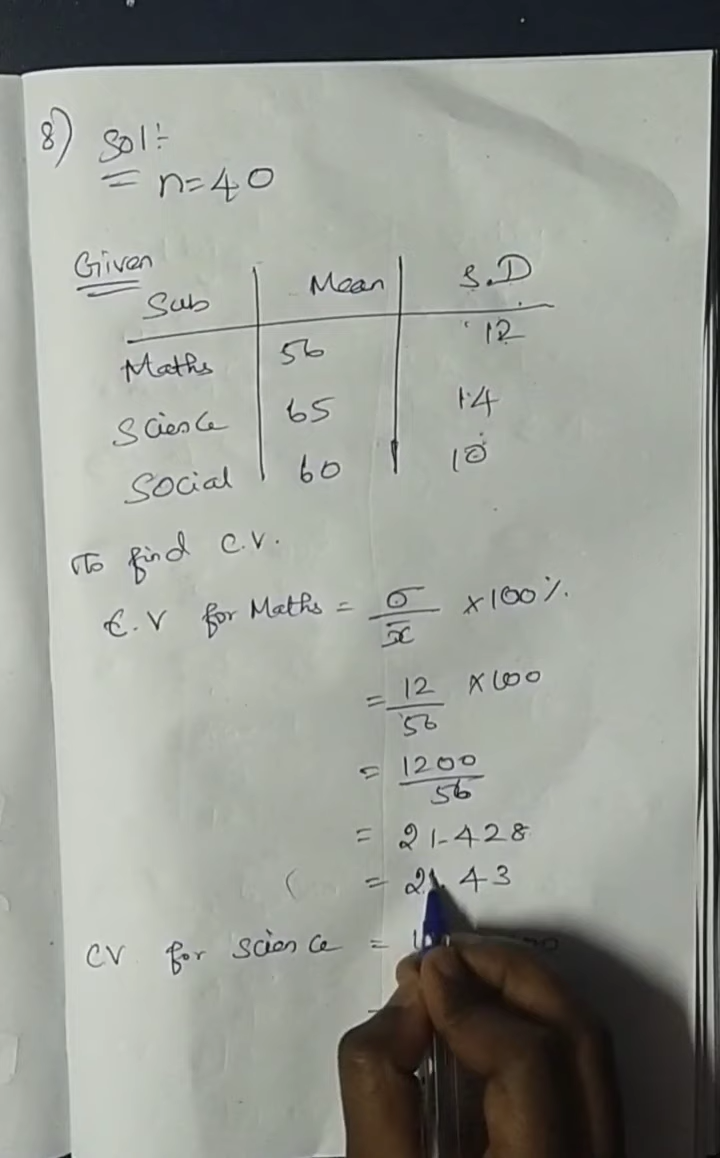 8) Sol:-
n=40
Given
Sub Mean S.D
Maths 56 12
Science 65 14
Social 60 10
To find C.V.
C.V for Maths = σ/x̄ ×100%.
= 12/56 ×100
= 1200/56
= 21.428
= 21.43
CV for Science =